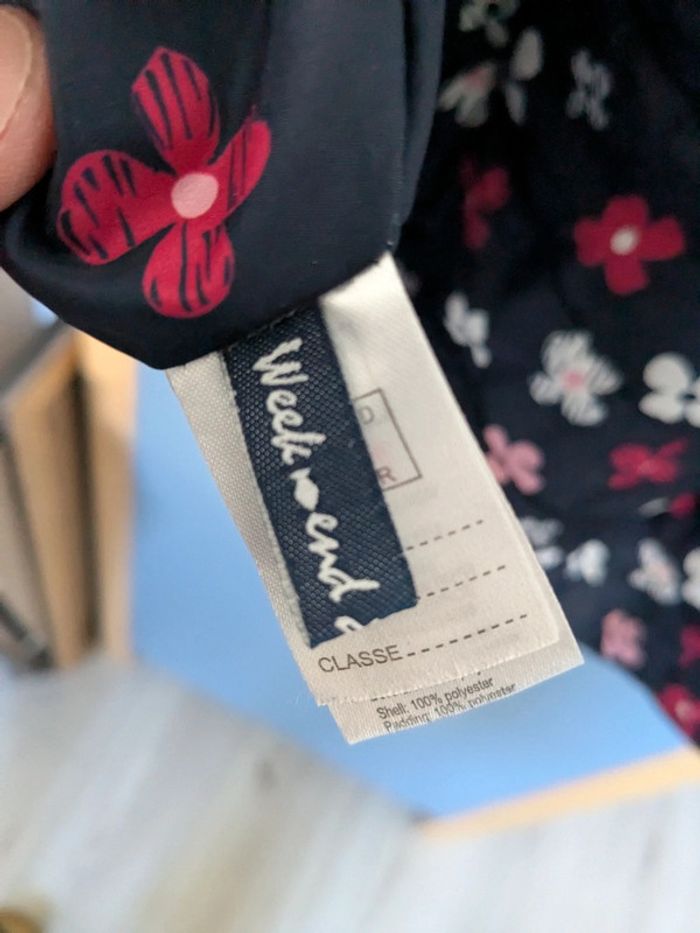 Week end à
D
R
CLASSE
Shell: 100% polyester
Padding: 100% polyester